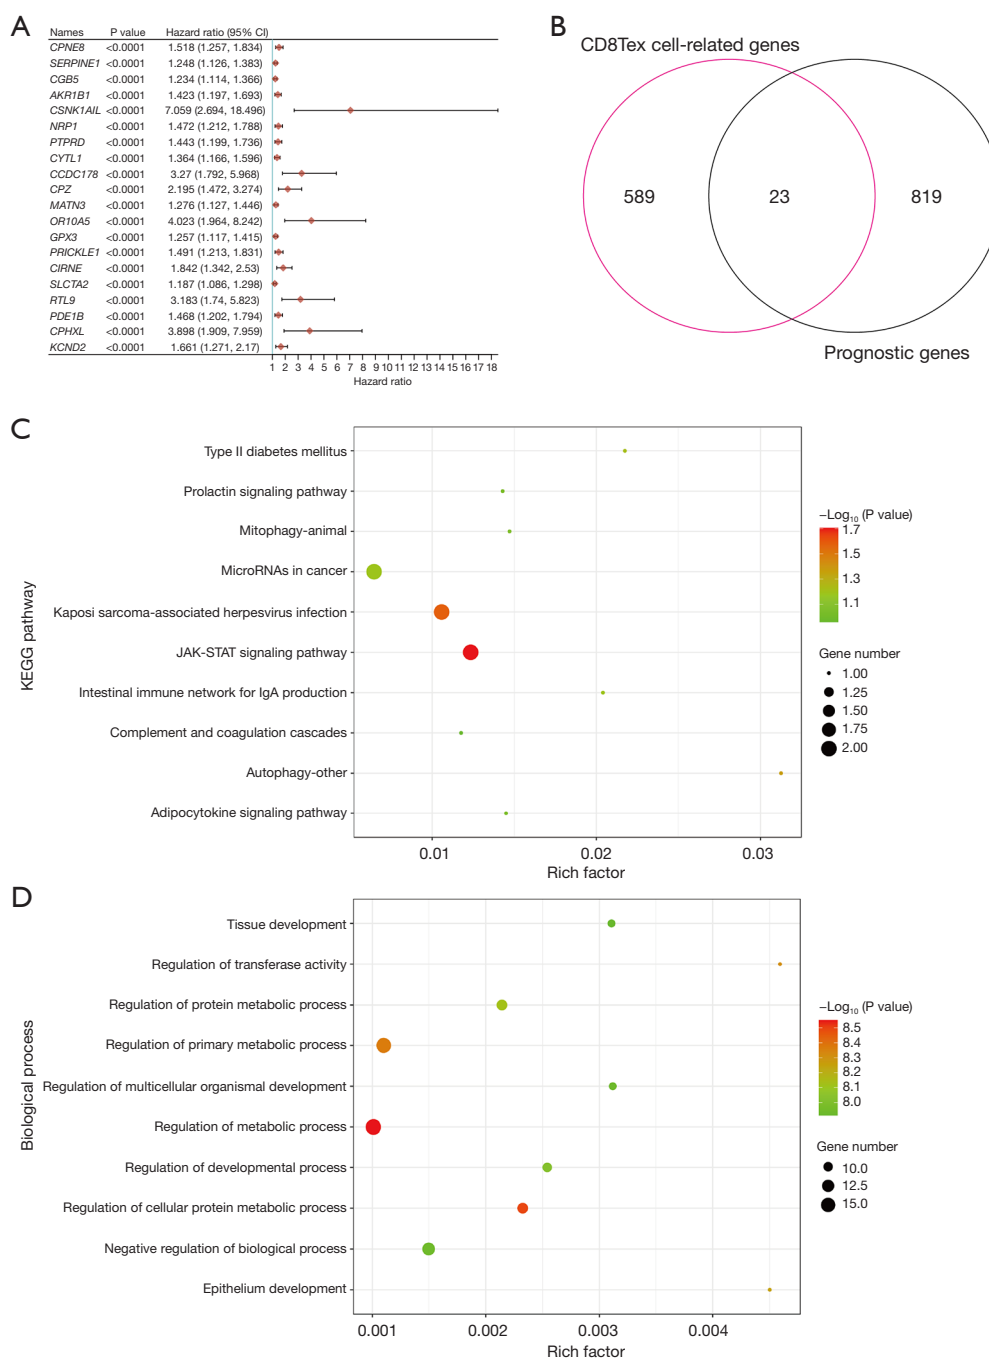 A
Names P value Hazard ratio (95% CI)
CPNE8 <0.0001 1.518 (1.257, 1.834)
SERPINE1 <0.0001 1.248 (1.126, 1.383)
CGB5 <0.0001 1.234 (1.114, 1.366)
AKR1B1 <0.0001 1.423 (1.197, 1.693)
CSNK1AIL <0.0001 7.059 (2.694, 18.496)
NRP1 <0.0001 1.472 (1.212, 1.788)
PTPRD <0.0001 1.443 (1.199, 1.736)
CYTL1 <0.0001 1.364 (1.166, 1.596)
CCDC178 <0.0001 3.27 (1.792, 5.968)
CPZ <0.0001 2.195 (1.472, 3.274)
MATN3 <0.0001 1.276 (1.127, 1.446)
OR10A5 <0.0001 4.023 (1.964, 8.242)
GPX3 <0.0001 1.257 (1.117, 1.415)
PRICKLE1 <0.0001 1.491 (1.213, 1.831)
CIRNE <0.0001 1.842 (1.342, 2.53)
SLCTA2 <0.0001 1.187 (1.086, 1.298)
RTL9 <0.0001 3.183 (1.74, 5.823)
PDE1B <0.0001 1.468 (1.202, 1.794)
CPHXL <0.0001 3.898 (1.909, 7.959)
KCND2 <0.0001 1.661 (1.271, 2.17)
1 2 3 4 5 6 7 8 9 10 11 12 13 14 15 16 17 18
Hazard ratio
B
CD8Tex cell-related genes
589 23 819
Prognostic genes
C
KEGG pathway
Type II diabetes mellitus
Prolactin signaling pathway
Mitophagy-animal
MicroRNAs in cancer
Kaposi sarcoma-associated herpesvirus infection
JAK-STAT signaling pathway
Intestinal immune network for IgA production
Complement and coagulation cascades
Autophagy-other
Adipocytokine signaling pathway
0.01 0.02 0.03
Rich factor
−Log10 (P value)
1.7
1.5
1.3
1.1
Gene number
1.00
1.25
1.50
1.75
2.00
D
Biological process
Tissue development
Regulation of transferase activity
Regulation of protein metabolic process
Regulation of primary metabolic process
Regulation of multicellular organismal development
Regulation of metabolic process
Regulation of developmental process
Regulation of cellular protein metabolic process
Negative regulation of biological process
Epithelium development
0.001 0.002 0.003 0.004
Rich factor
−Log10 (P value)
8.5
8.4
8.3
8.2
8.1
8.0
Gene number
10.0
12.5
15.0